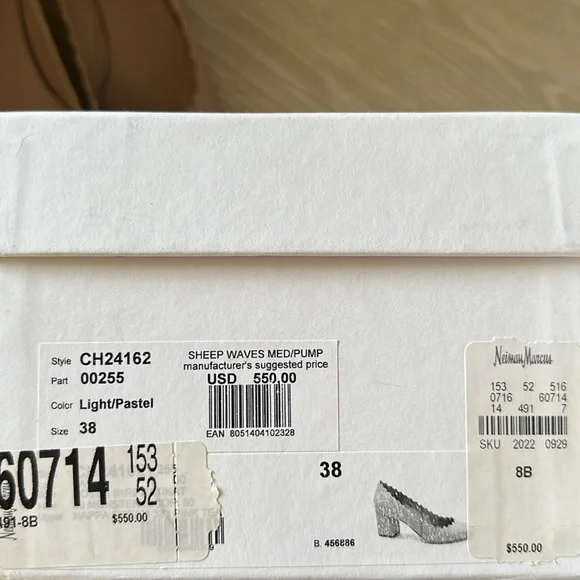 Style CH24162
Part 00255
Color Light/Pastel
Size 38
SHEEP WAVES MED/PUMP
manufacturer's suggested price
USD 550.00
EAN 8051404102328
Neiman Marcus
153 52 516
0716 60714
14 491 7
SKU 2022 0929
8B
60714 153
52
491-8B
$550.00
38
B. 456886
$550.00